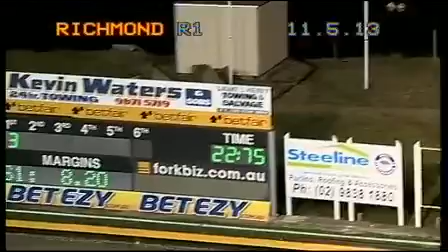 RICHMOND R1 11.5.13
Kevin Waters
24hr TOWING 9671 5719
TOWING &
SALVAGE
betfair betfair betfair betfair
1ST 2ND 3RD 4TH 5TH 6TH TIME
3 22:75
MARGINS
8.20
forkbiz.com.au
BETEZY BETEZY
Steeline
Ph: (02) 9838 1880